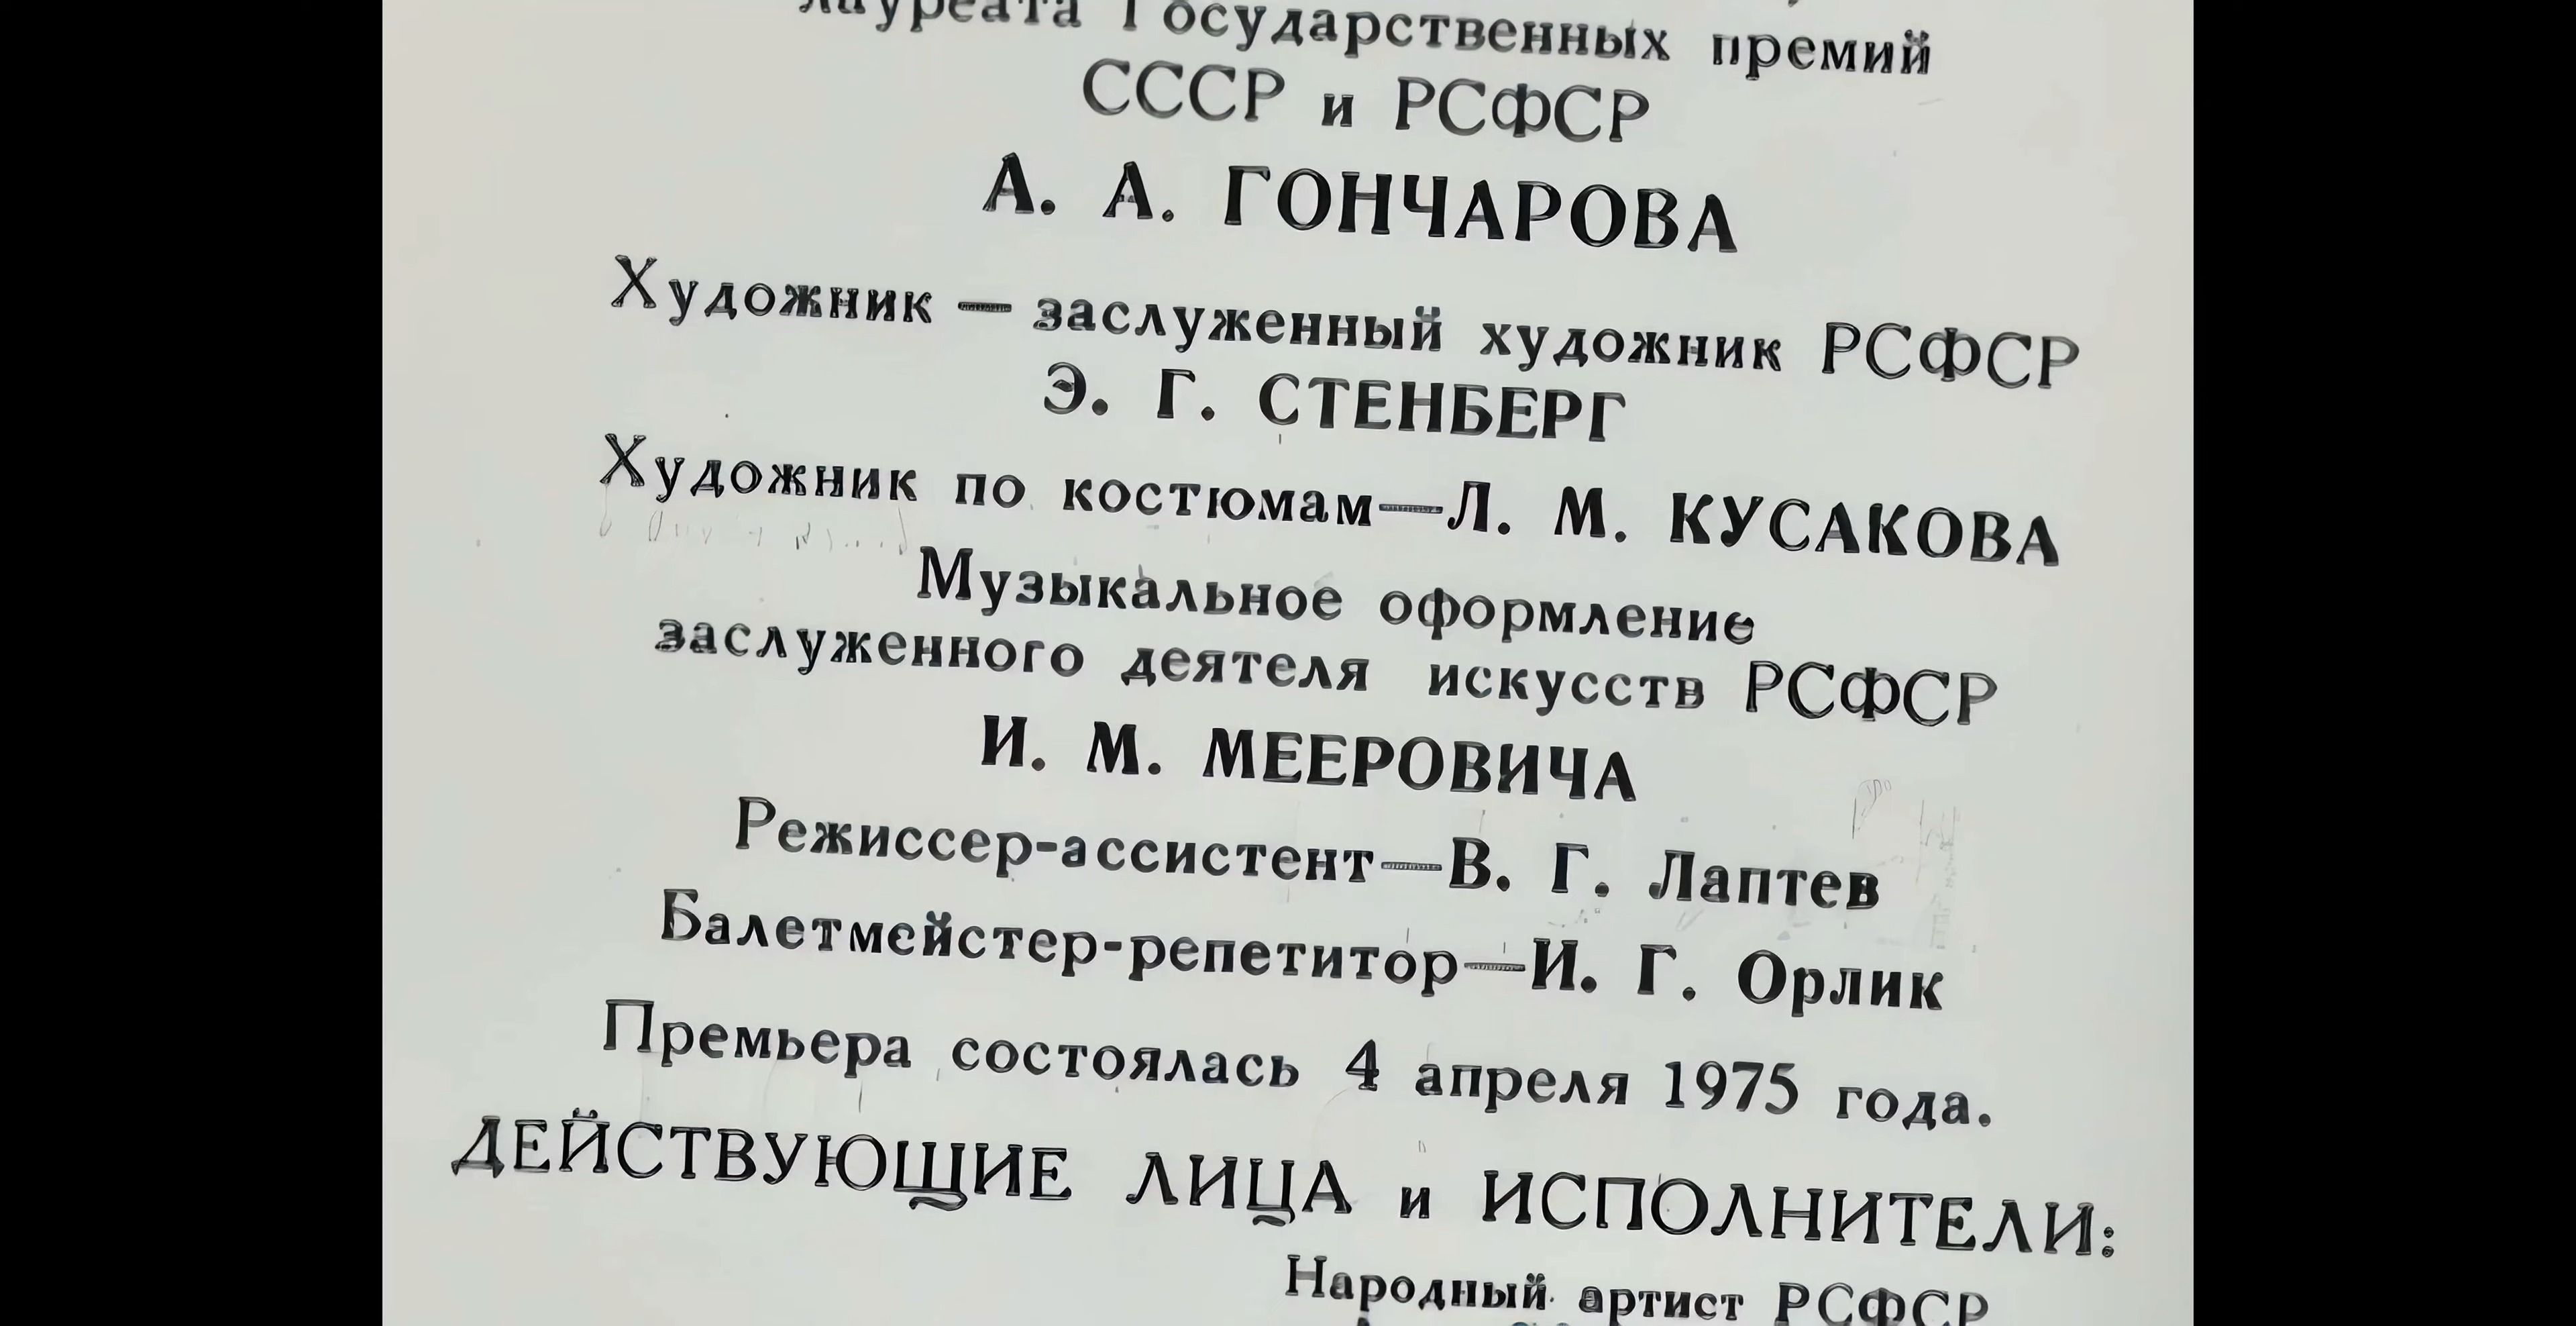 лауреата Государственных премий
СССР и РСФСР
А. А. ГОНЧАРОВА
Художник — заслуженный художник РСФСР
Э. Г. СТЕНБЕРГ
Художник по костюмам—Л. М. КУСАКОВА
Музыкальное оформление
заслуженного деятеля искусств РСФСР
И. М. МЕЕРОВИЧА
Режиссер-ассистент—В. Г. Лаптев
Балетмейстер-репетитор—И. Г. Орлик
Премьера состоялась 4 апреля 1975 года.
ДЕЙСТВУЮЩИЕ ЛИЦА и ИСПОЛНИТЕЛИ:
Народный артист РСФСР